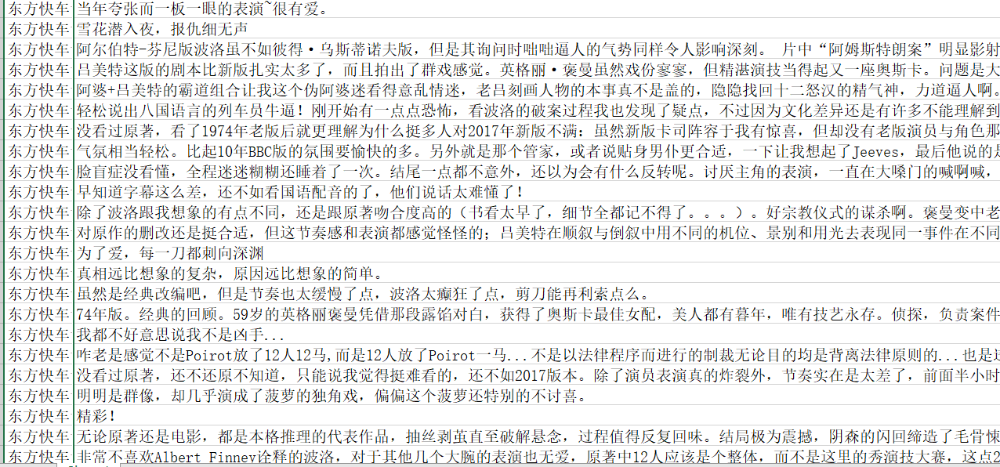 东方快车 当年夸张而一板一眼的表演~很有爱。
东方快车 雪花潜入夜，报仇细无声
东方快车 阿尔伯特-芬尼版波洛虽不如彼得·乌斯蒂诺夫版，但是其询问时咄咄逼人的气势同样令人影响深刻。 片中“阿姆斯特朗案”明显影射
东方快车 吕美特这版的剧本比新版扎实太多了，而且拍出了群戏感觉。英格丽·褒曼虽然戏份寥寥，但精湛演技当得起又一座奥斯卡。问题是大
东方快车 阿婆+吕美特的霸道组合让我这个伪阿婆迷看得意乱情迷，老吕刻画人物的本事真不是盖的，隐隐找回十二怒汉的精气神，力道逼人啊。
东方快车 轻松说出八国语言的列车员牛逼！刚开始有一点点恐怖，看波洛的破案过程我也发现了疑点，不过因为文化差异还是有许多不能理解到
东方快车 没看过原著，看了1974年老版后就更理解为什么挺多人对2017年新版不满：虽然新版卡司阵容于我有惊喜，但却没有老版演员与角色那
东方快车 气氛相当轻松。比起10年BBC版的氛围要愉快的多。另外就是那个管家，或者说贴身男仆更合适，一下让我想起了Jeeves，最后他说的是
东方快车 脸盲症没看懂，全程迷迷糊糊还睡着了一次。结尾一点都不意外，还以为会有什么反转呢。讨厌主角的表演，一直在大嗓门的喊啊喊，
东方快车 早知道字幕这么差，还不如看国语配音的了，他们说话太难懂了！
东方快车 除了波洛跟我想象的有点不同，还是跟原著吻合度高的（书看太早了，细节全都记不得了。。。）。好宗教仪式的谋杀啊。褒曼变中老
东方快车 对原作的删改还是挺合适，但这节奏感和表演都感觉怪怪的；吕美特在顺叙与倒叙中用不同的机位、景别和用光去表现同一事件在不同
东方快车 为了爱，每一刀都刺向深渊
东方快车 真相远比想象的复杂，原因远比想象的简单。
东方快车 虽然是经典改编吧，但是节奏也太缓慢了点，波洛太癫狂了点，剪刀能再利索点么。
东方快车 74年版。经典的回顾。59岁的英格丽褒曼凭借那段露馅对白，获得了奥斯卡最佳女配，美人都有暮年，唯有技艺永存。侦探，负责案件
东方快车 我都不好意思说我不是凶手...
东方快车 咋老是感觉不是Poirot放了12人12马,而是12人放了Poirot一马...不是以法律程序而进行的制裁无论目的均是背离法律原则的...也是这
东方快车 没看过原著，还不还原不知道，只能说我觉得挺难看的，还不如2017版本。除了演员表演真的炸裂外，节奏实在是太差了，前面半小时
东方快车 明明是群像，却几乎演成了菠萝的独角戏，偏偏这个菠萝还特别的不讨喜。
东方快车 精彩！
东方快车 无论原著还是电影，都是本格推理的代表作品，抽丝剥茧直至破解悬念，过程值得反复回味。结局极为震撼，阴森的闪回缔造了毛骨悚
东方快车 非常不喜欢Albert Finney诠释的波洛，对于其他几个大腕的表演也无爱，原著中12人应该是个整体，而不是这里的秀演技大赛，这点2